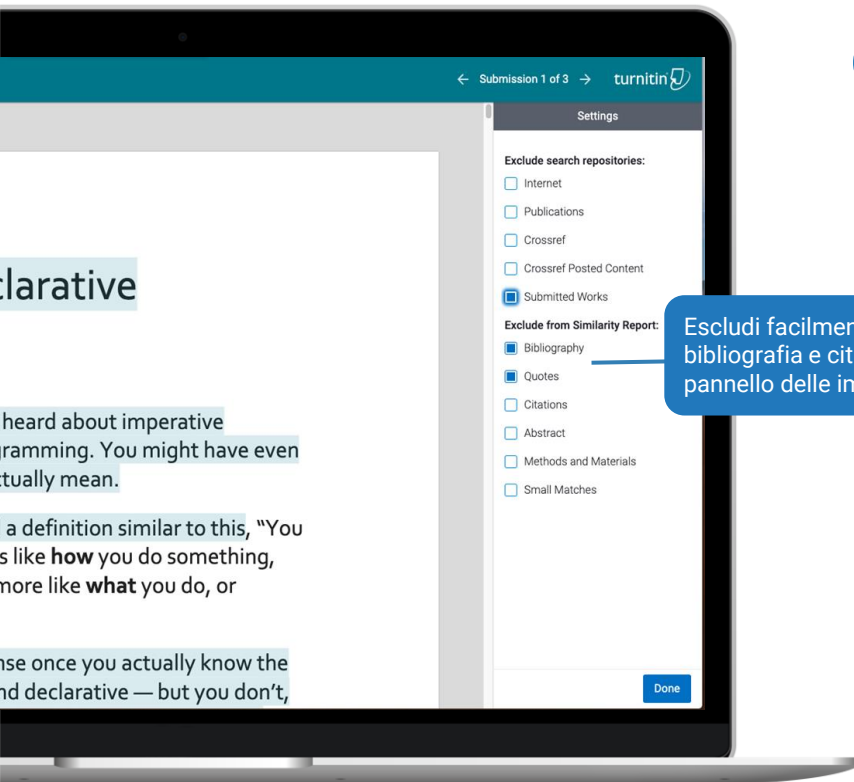 ← Submission 1 of 3 → turnitin
Settings
Exclude search repositories:
Internet
Publications
Crossref
Crossref Posted Content
Submitted Works
Exclude from Similarity Report:
Bibliography
Quotes
Citations
Abstract
Methods and Materials
Small Matches
Done
clarative
heard about imperative
gramming. You might have even
ctually mean.
a definition similar to this, “You
s like how you do something,
more like what you do, or
nse once you actually know the
nd declarative — but you don’t,
Escludi facilmen
bibliografia e cit
pannello delle im